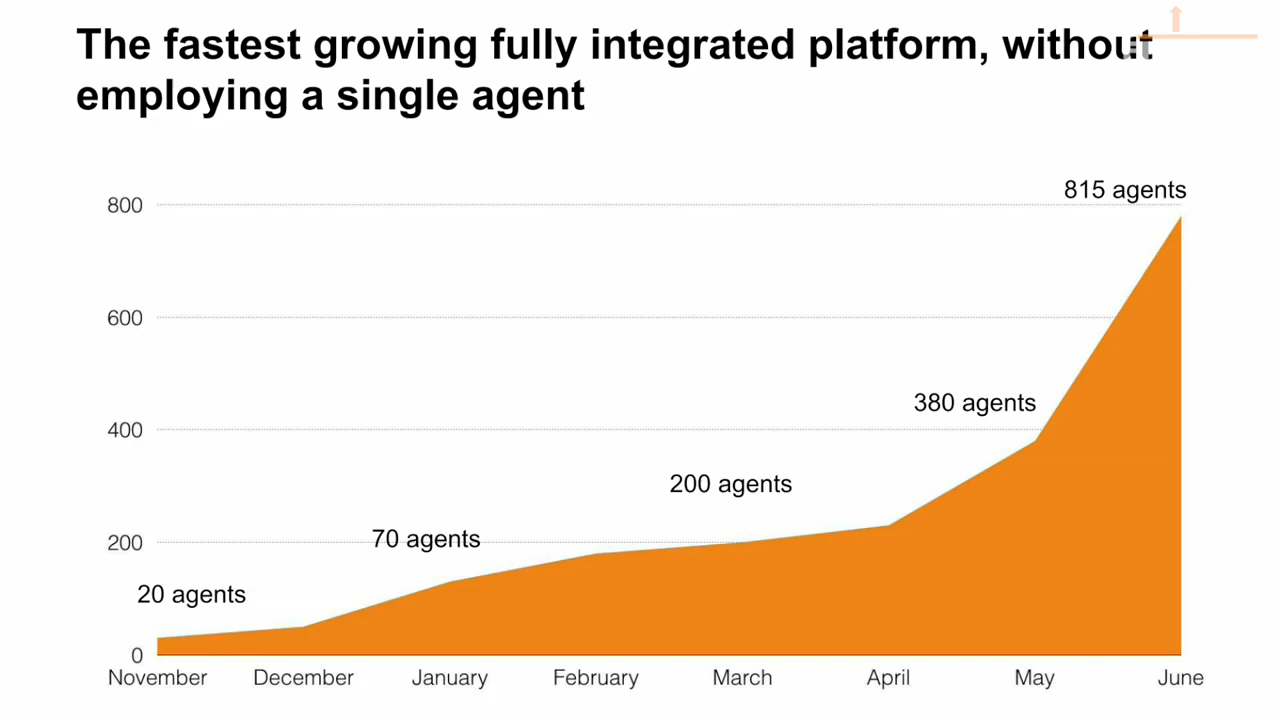 The fastest growing fully integrated platform, without
employing a single agent
815 agents
800
600
380 agents
400
200 agents
70 agents
200
20 agents
0
November December January February March April May June